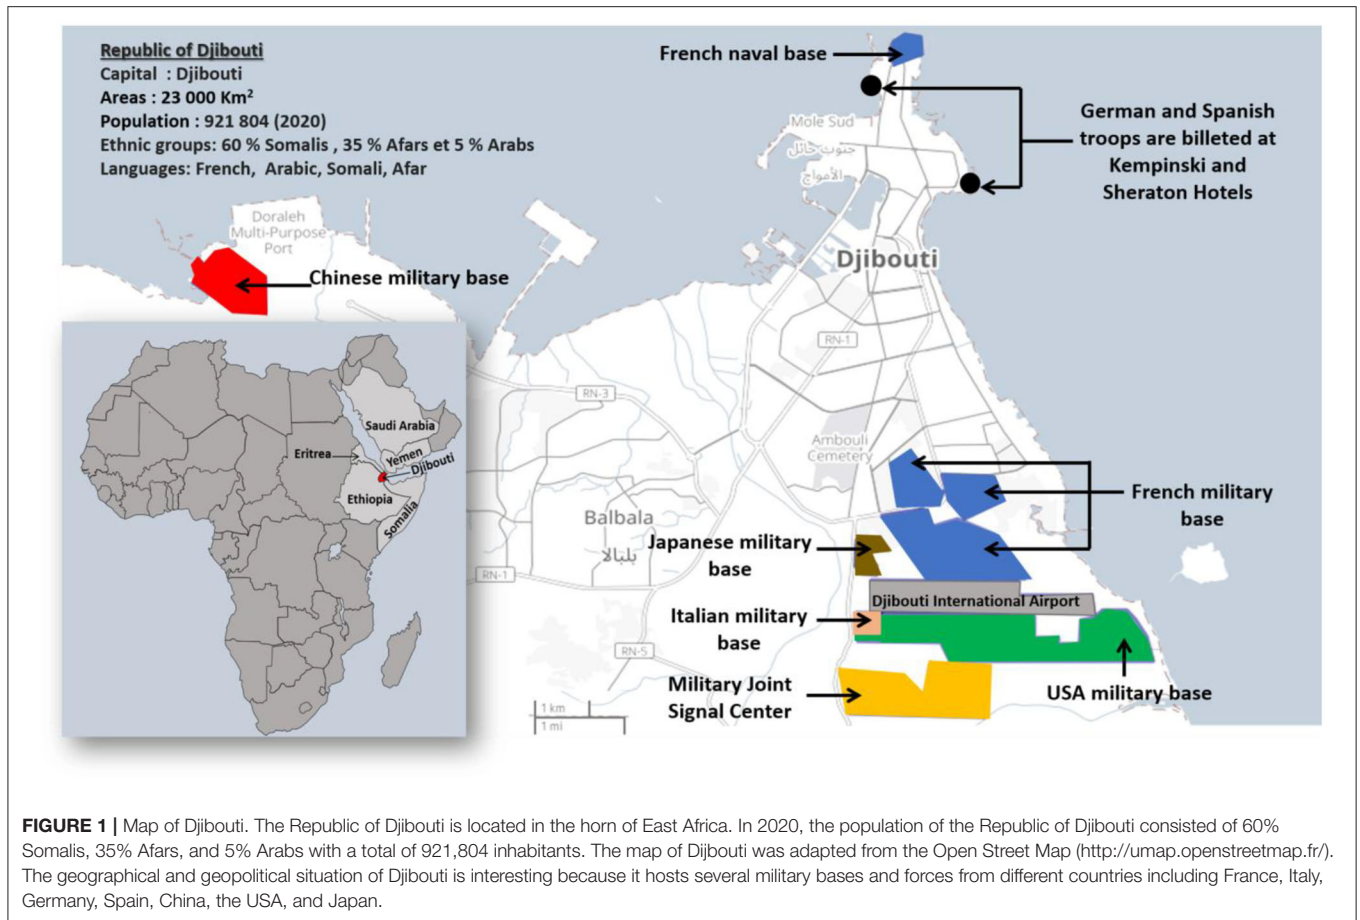 Republic of Djibouti
Capital : Djibouti
Areas : 23 000 Km²
Population : 921 804 (2020)
Ethnic groups: 60 % Somalis , 35 % Afars et 5 % Arabs
Languages: French, Arabic, Somali, Afar
French naval base
German and Spanish
troops are billeted at
Kempinski and
Sheraton Hotels
Mole Sud
جنوب حائل
الأمواج
Doraleh
Multi-Purpose
Port
Chinese military base
Djibouti
RN-1
RN-3
Saudi Arabia
Eritrea
Yemen
Djibouti
Ethiopia
Somalia
Ambouli
Cemetery
French military
base
Balbala
بلبالا
Japanese military
base
RN-1
Djibouti International Airport
Italian military
base
RN-5
Military Joint
Signal Center
USA military base
1 km
1 mi
FIGURE 1 | Map of Djibouti. The Republic of Djibouti is located in the horn of East Africa. In 2020, the population of the Republic of Djibouti consisted of 60%
Somalis, 35% Afars, and 5% Arabs with a total of 921,804 inhabitants. The map of Dijbouti was adapted from the Open Street Map (http://umap.openstreetmap.fr/).
The geographical and geopolitical situation of Djibouti is interesting because it hosts several military bases and forces from different countries including France, Italy,
Germany, Spain, China, the USA, and Japan.